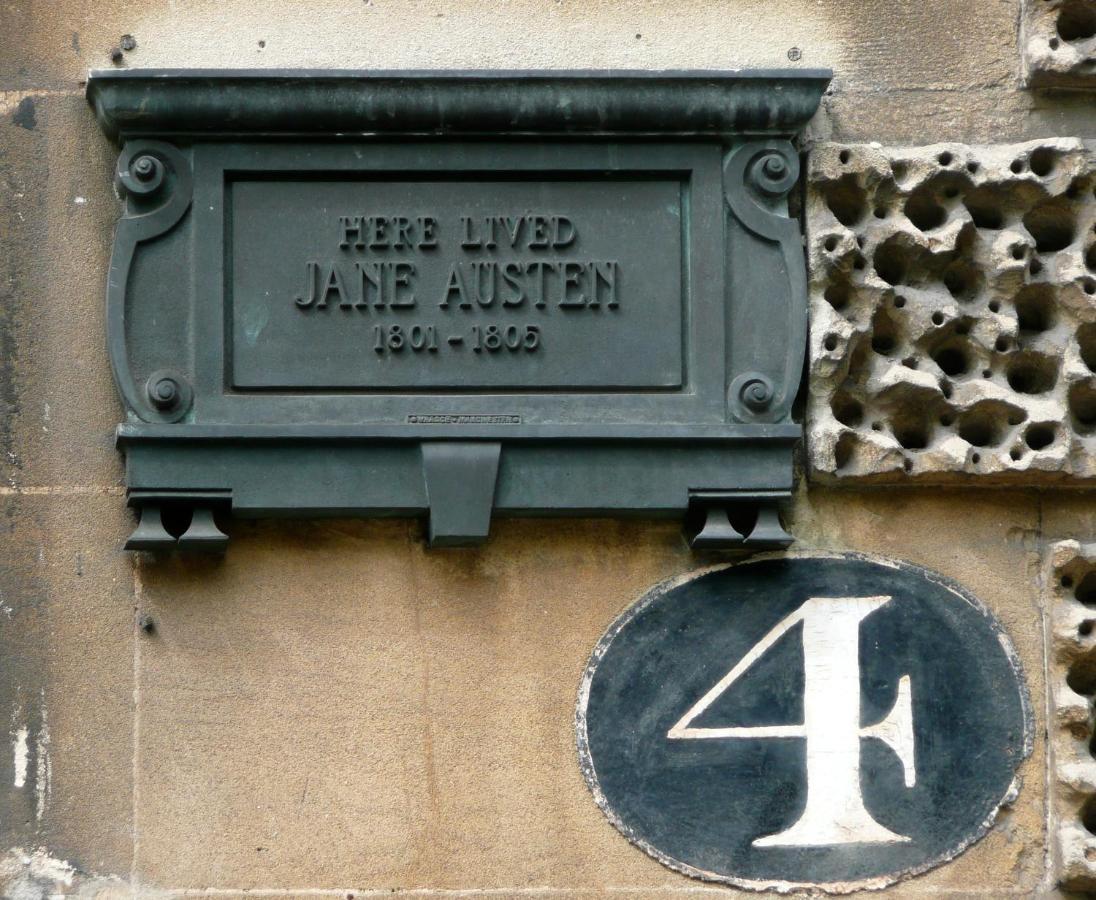 HERE LIVED
JANE AUSTEN
1801-1805
4